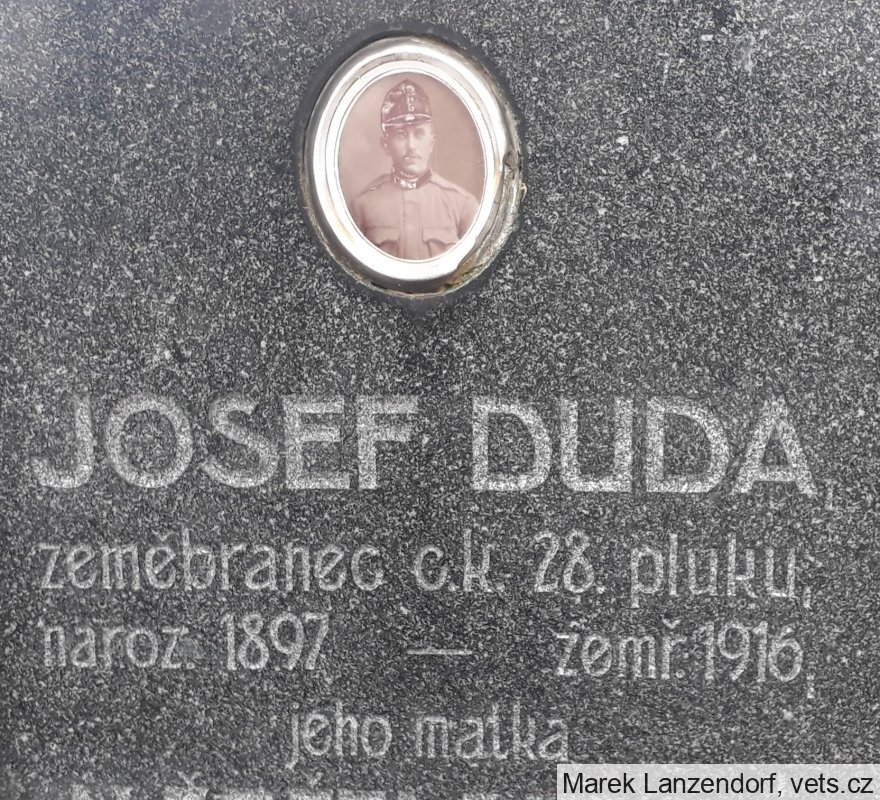 JOSEF DUDA,
zeměbranec c.k. 28. pluku,
naroz. 1897 — zemř. 1916,
jeho matka
Marek Lanzendorf, vets.cz